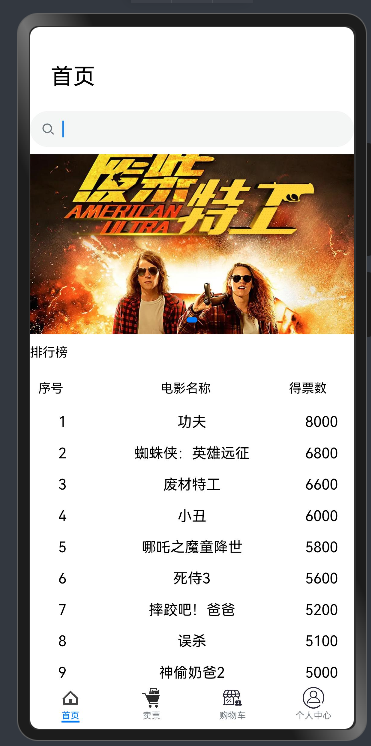 首页
废柴特工
AMERICAN
ULTRA
排行榜
序号 电影名称 得票数
1 功夫 8000
2 蜘蛛侠：英雄远征 6800
3 废材特工 6600
4 小丑 6000
5 哪吒之魔童降世 5800
6 死侍3 5600
7 摔跤吧！爸爸 5200
8 误杀 5100
9 神偷奶爸2 5000
首页 卖票 购物车 个人中心